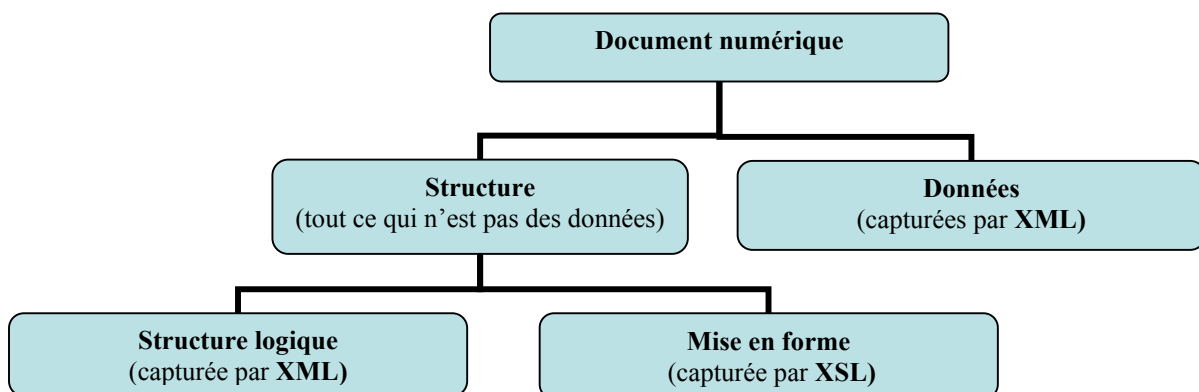 Document numérique
Structure
(tout ce qui n’est pas des données)
Données
(capturées par XML)
Structure logique
(capturée par XML)
Mise en forme
(capturée par XSL)